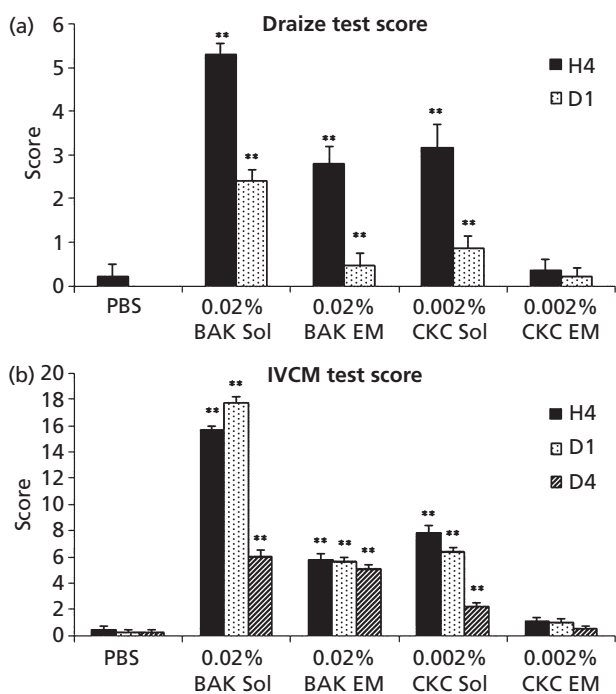 (a)
Draize test score
6
5
4
3
2
1
0
Score
H4
D1
**
**
**
**
**
**
PBS
0.02%
BAK Sol
0.02%
BAK EM
0.002%
CKC Sol
0.002%
CKC EM
(b)
IVCM test score
20
18
16
14
12
10
8
6
4
2
0
Score
H4
D1
D4
**
**
**
**
**
**
**
**
**
PBS
0.02%
BAK Sol
0.02%
BAK EM
0.002%
CKC Sol
0.002%
CKC EM